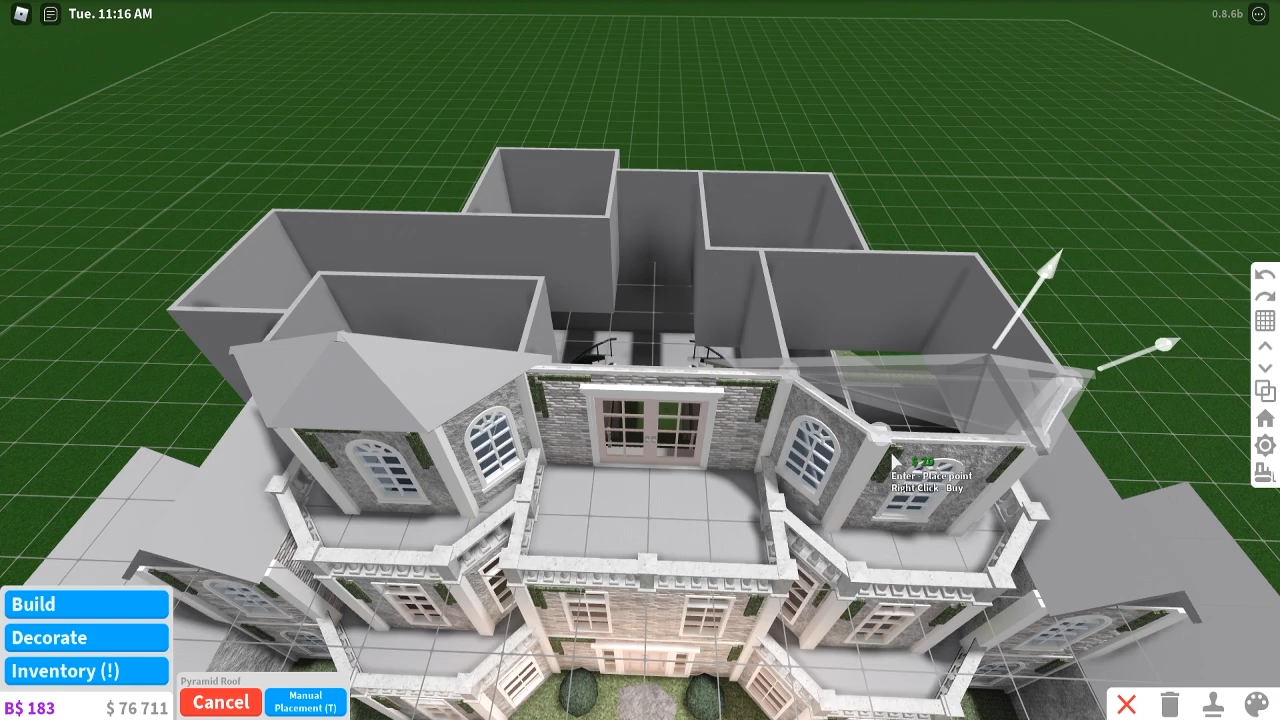 Tue. 11:16 AM
0.8.6b
Enter - Place point
Right Click - Buy
Build
Decorate
Inventory (!)
Pyramid Roof
Cancel
Manual
Placement (T)
B$ 183
$ 76 711